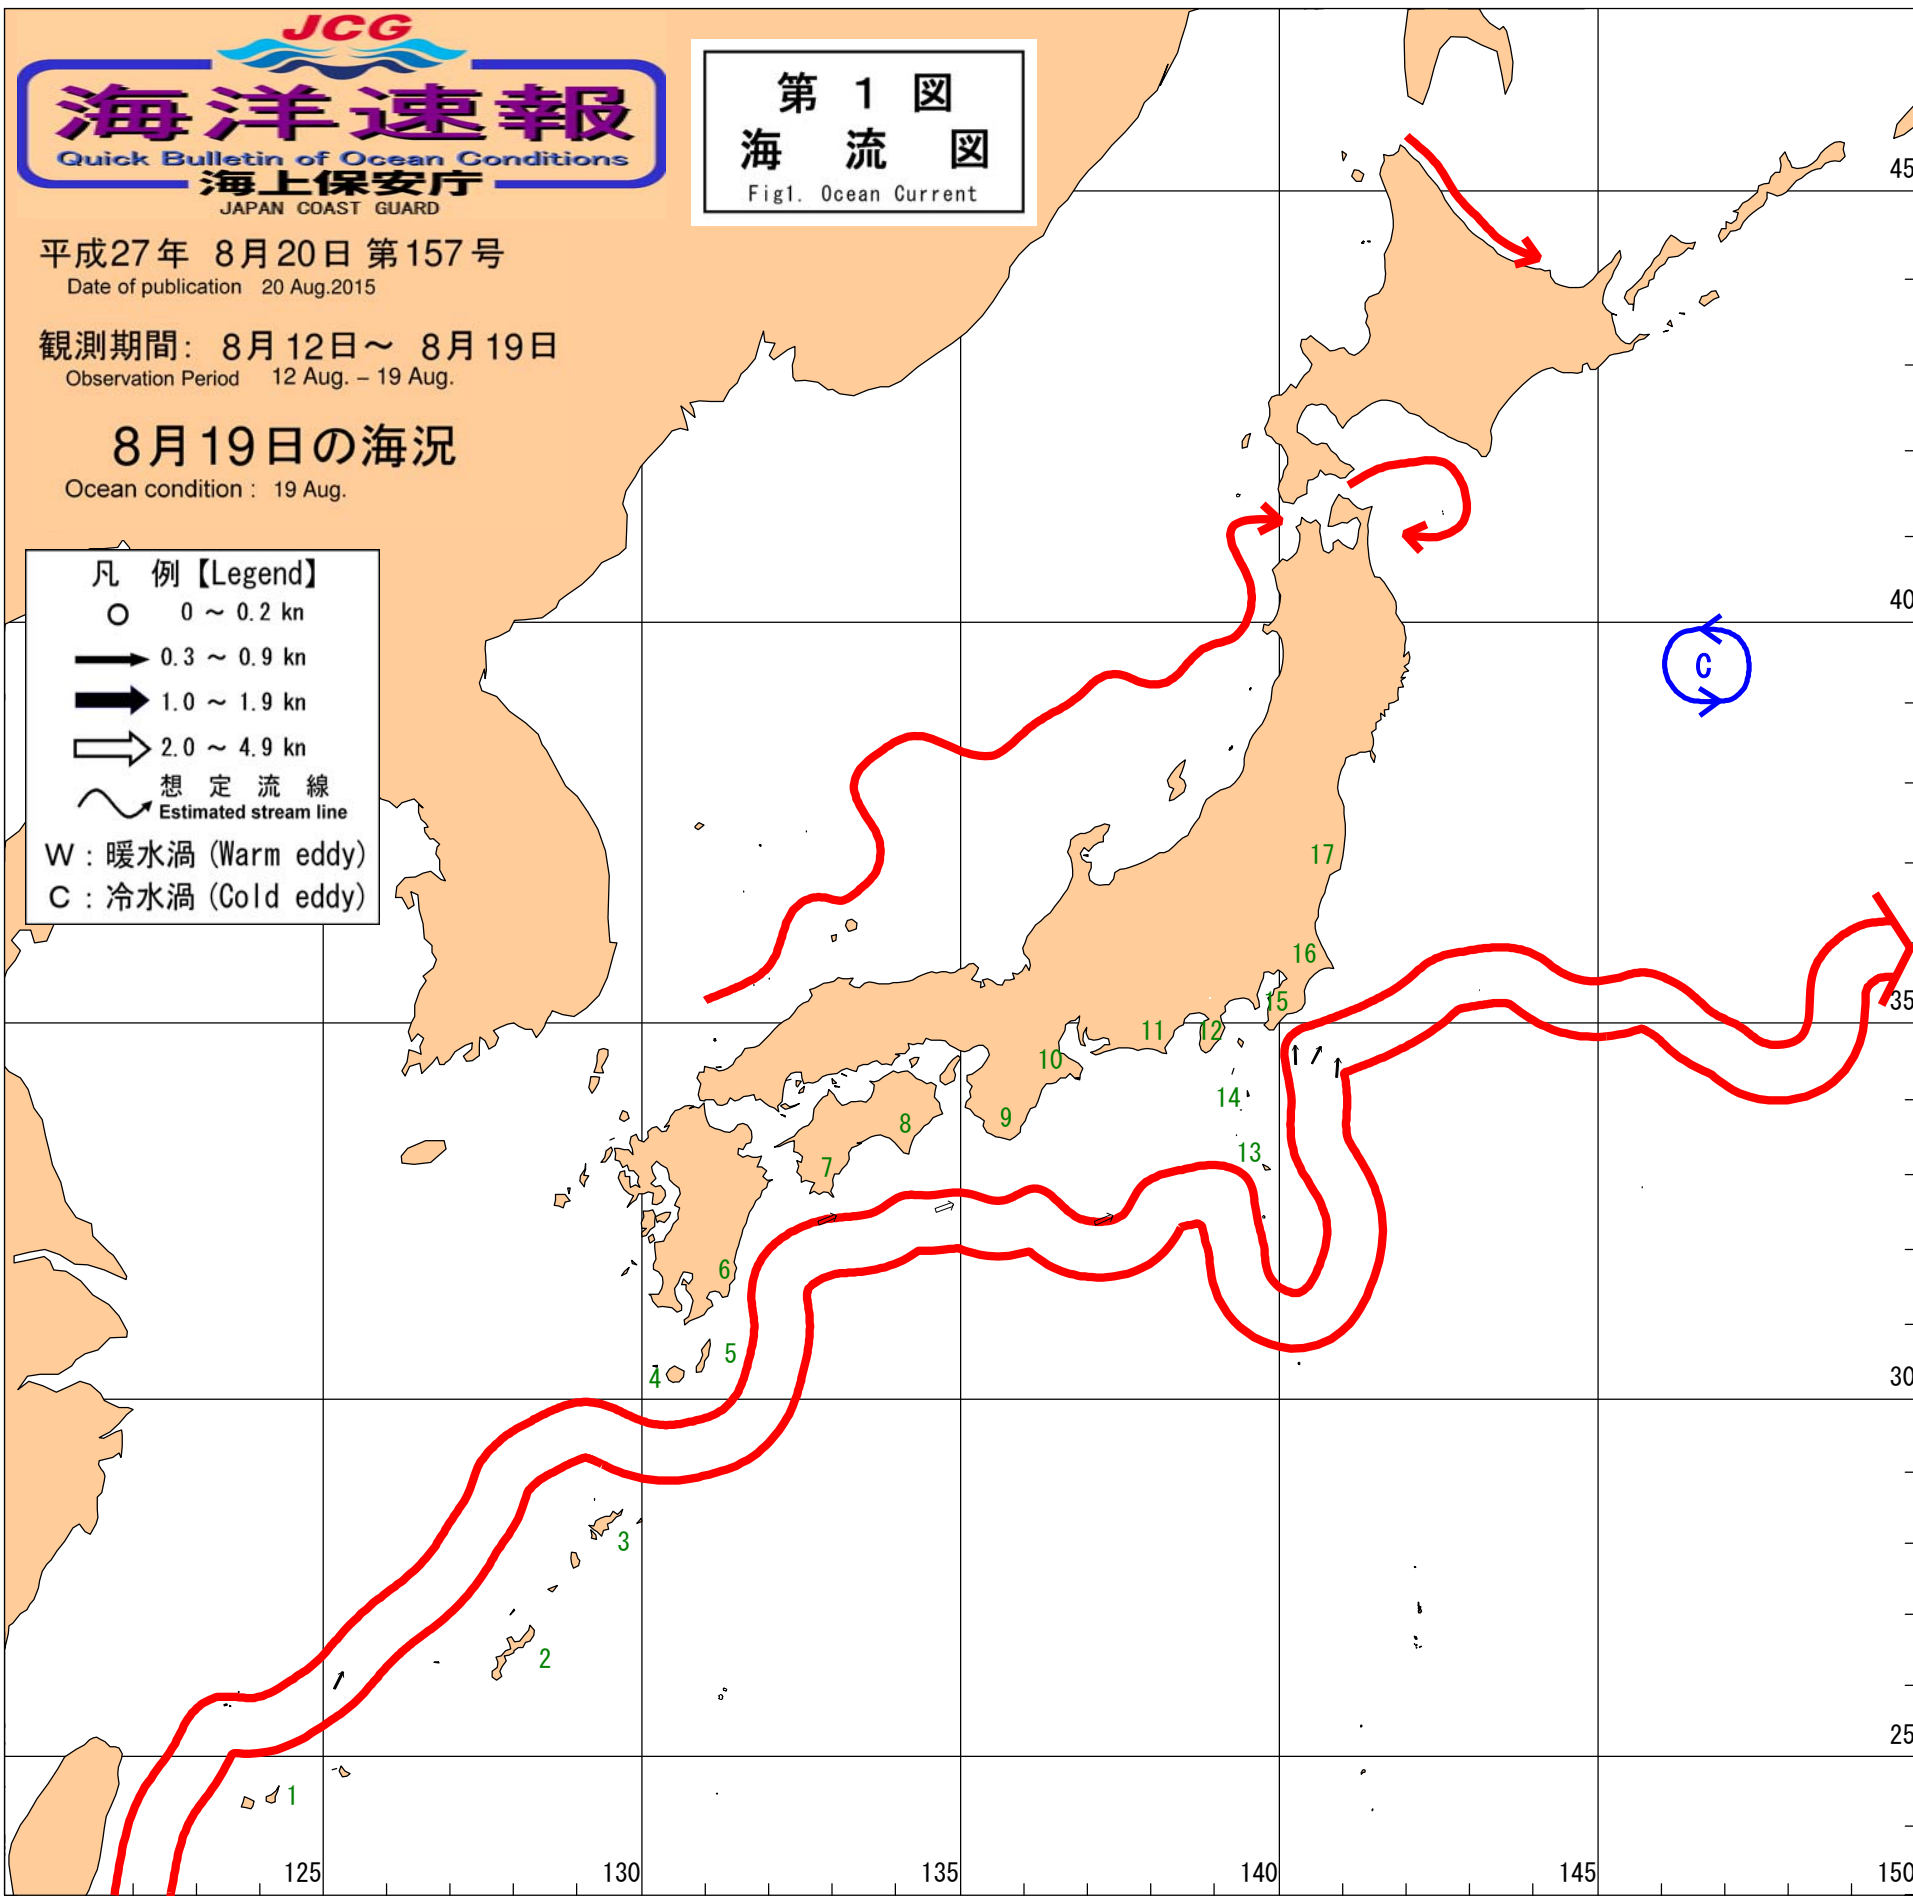 JCG
海洋速報
Quick Bulletin of Ocean Conditions
海上保安庁
JAPAN COAST GUARD
第 1 図
海 流 図
Fig1. Ocean Current
平成27年 8月20日 第157号
Date of publication 20 Aug.2015
観測期間: 8月12日~ 8月19日
Observation Period 12 Aug. – 19 Aug.
8月19日の海況
Ocean condition : 19 Aug.
凡 例【Legend】
0 ~ 0.2 kn
0.3 ~ 0.9 kn
1.0 ~ 1.9 kn
2.0 ~ 4.9 kn
想 定 流 線
Estimated stream line
W : 暖水渦 (Warm eddy)
C : 冷水渦 (Cold eddy)
45
40
C
17
16
35
15
12
11
10
14
9
8
13
7
6
5
4
30
3
2
25
1
125
130
135
140
145
150